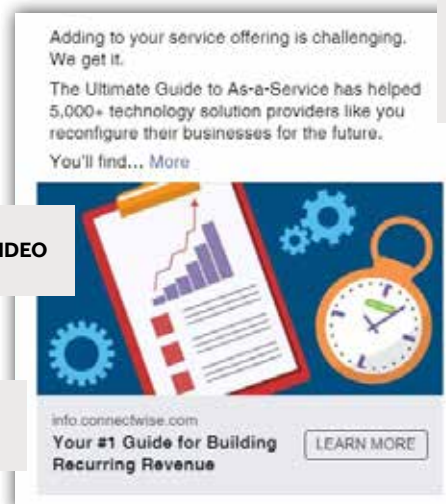 Adding to your service offering is challenging.
We get it.
The Ultimate Guide to As-a-Service has helped
5,000+ technology solution providers like you
reconfigure their businesses for the future.
You'll find... More
IDEO
info.connectwise.com
Your #1 Guide for Building
Recurring Revenue
LEARN MORE